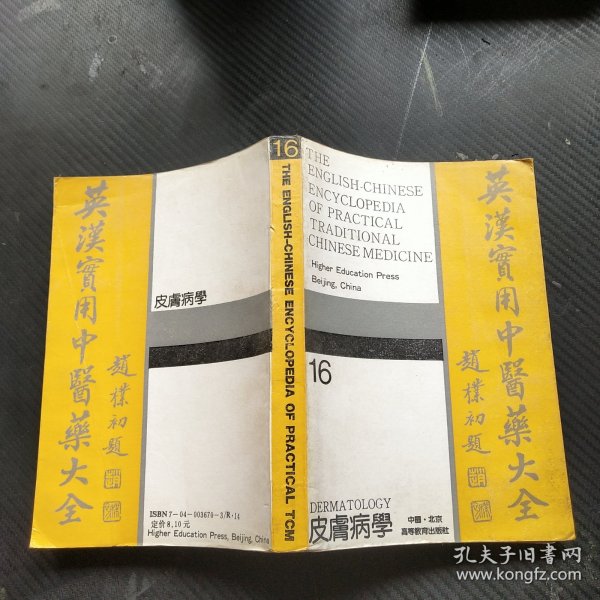 英漢實用中醫藥大全
趙樸初題
皮膚病學
ISBN7-04-003670-3/R·14
定价8.10元
Higher Education Press, Beijing, China
16
THE ENGLISH-CHINESE ENCYCLOPEDIA OF PRACTICAL TCM
THE
ENGLISH-CHINESE
ENCYCLOPEDIA
OF PRACTICAL
TRADITIONAL
CHINESE MEDICINE
Higher Education Press
Beijing, China
16
DERMATOLOGY
皮膚病學
中國·北京
高等教育出版社
英漢實用中醫藥大全
趙樸初題
孔夫子旧书网
www.kongfz.com